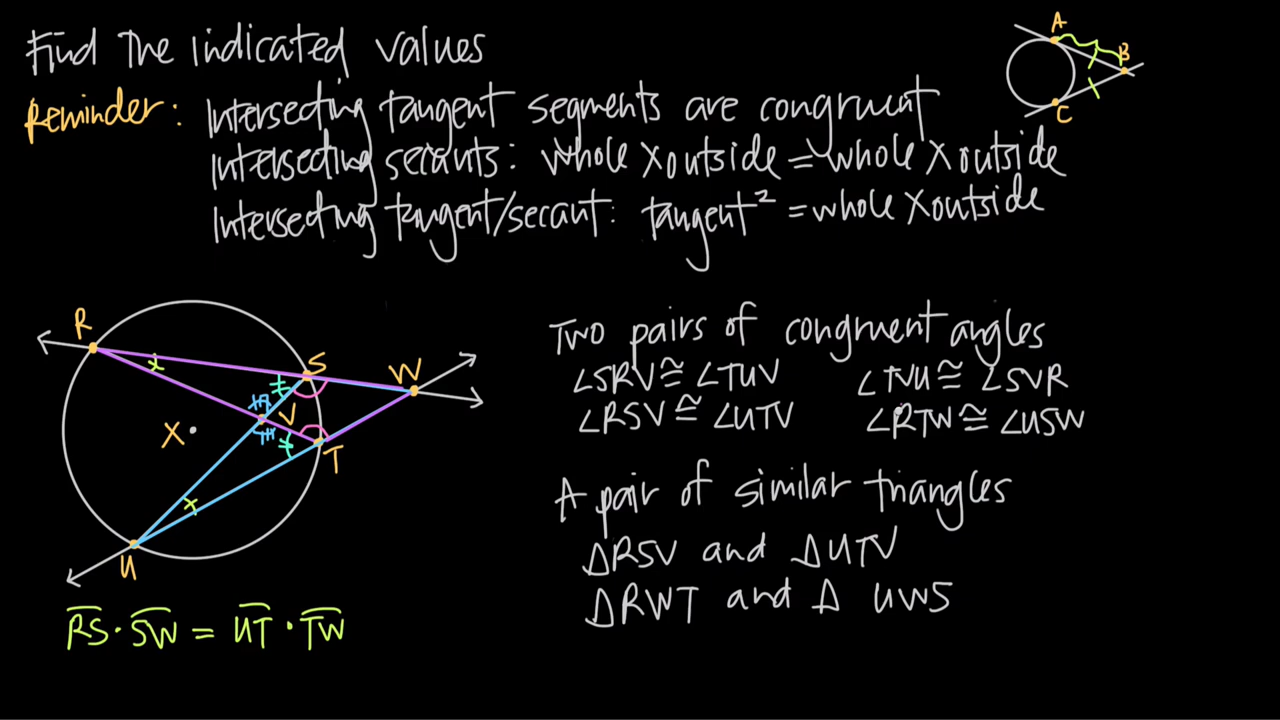 Find The indicated values
Reminder: Intersecting tangent segments are congruent
Intersecting secants: whole X outside = whole X outside
Intersecting tangent/secant: tangent² = whole X outside
A
B
C
R
S
W
V
X
T
U
RS · SW = UT · TW
Two pairs of congruent angles
∠SRV ≅ ∠TUV ∠TVU ≅ ∠SVR
∠RSV ≅ ∠UTV ∠RTW ≅ ∠USW
A pair of similar triangles
△RSV and △UTV
△RWT and △ UWS